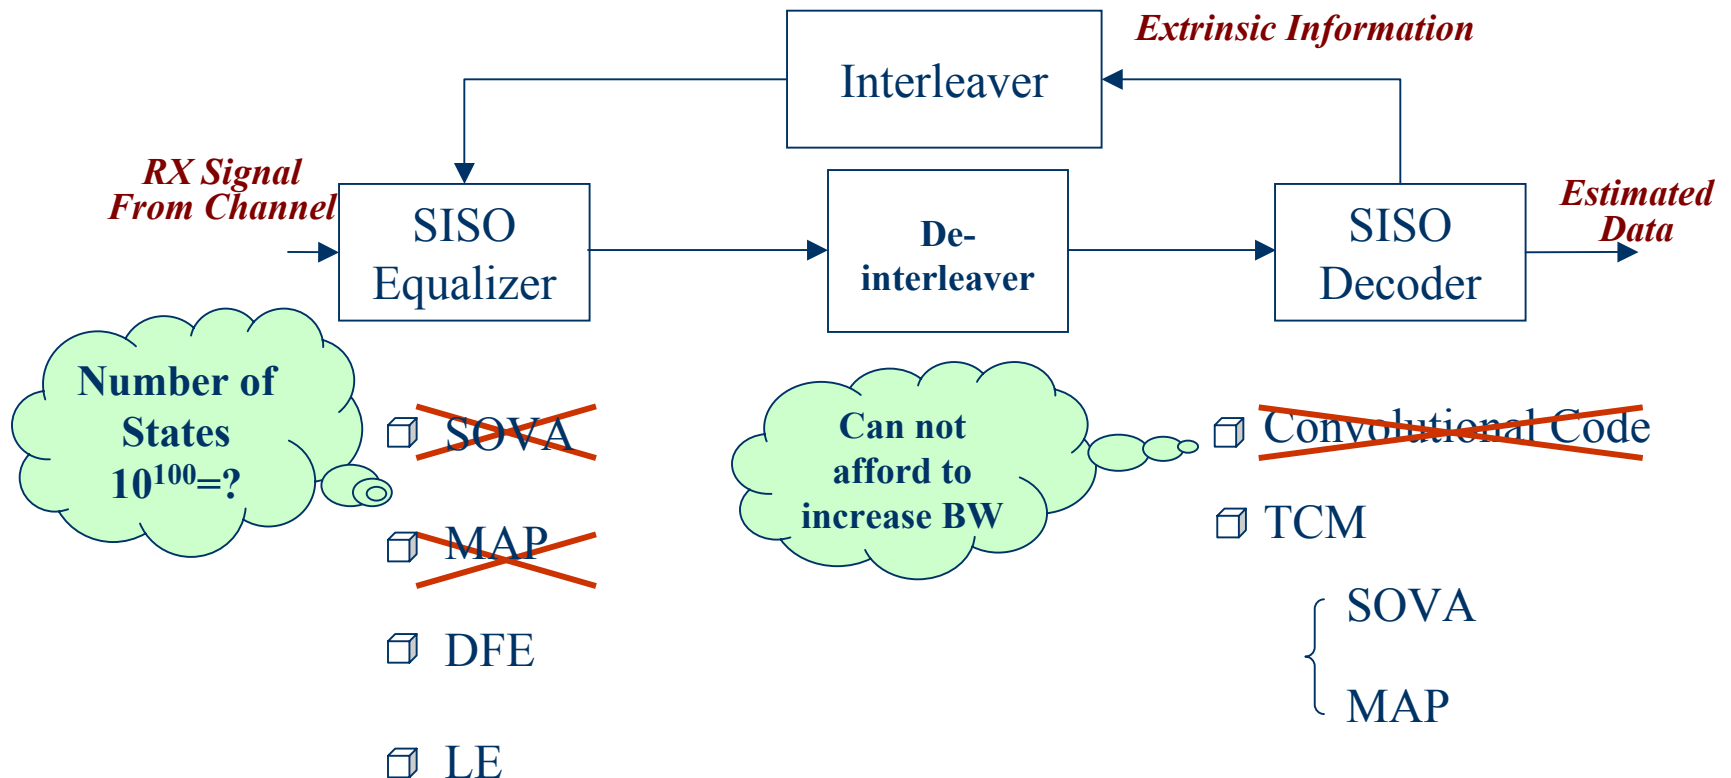 Extrinsic Information
Interleaver
RX Signal
From Channel
SISO
Equalizer
De-
interleaver
SISO
Decoder
Estimated
Data
Number of
States
10¹⁰⁰=?
SOVA
MAP
DFE
LE
Can not
afford to
increase BW
Convolutional Code
TCM
SOVA
MAP